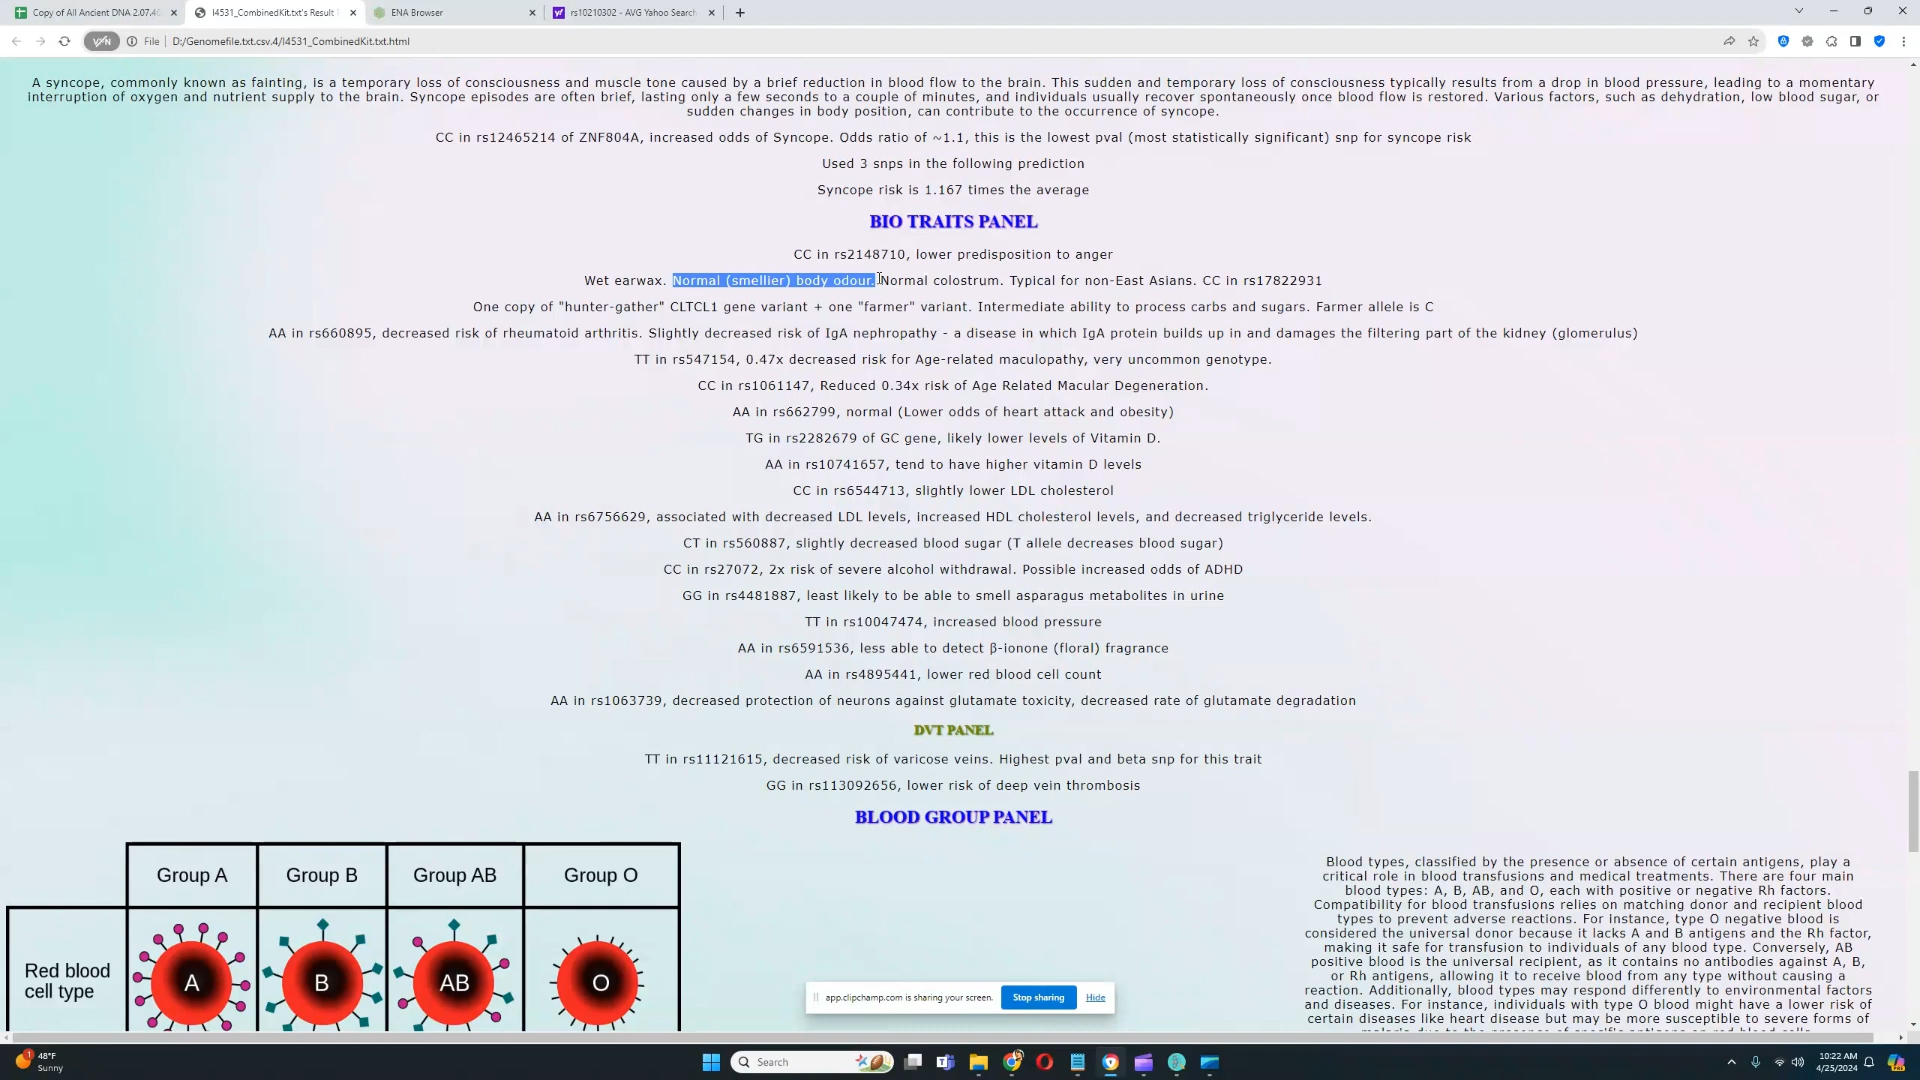 Copy of All Ancient DNA 2.07.46
I4531_CombinedKit.txt's Result
ENA Browser
rs10210302 - AVG Yahoo Search
File D:/Genomefile.txt.csv.4/I4531_CombinedKit.txt.html
A syncope, commonly known as fainting, is a temporary loss of consciousness and muscle tone caused by a brief reduction in blood flow to the brain. This sudden and temporary loss of consciousness typically results from a drop in blood pressure, leading to a momentary
interruption of oxygen and nutrient supply to the brain. Syncope episodes are often brief, lasting only a few seconds to a couple of minutes, and individuals usually recover spontaneously once blood flow is restored. Various factors, such as dehydration, low blood sugar, or
sudden changes in body position, can contribute to the occurrence of syncope.
CC in rs12465214 of ZNF804A, increased odds of Syncope. Odds ratio of ~1.1, this is the lowest pval (most statistically significant) snp for syncope risk
Used 3 snps in the following prediction
Syncope risk is 1.167 times the average
BIO TRAITS PANEL
CC in rs2148710, lower predisposition to anger
Wet earwax. Normal (smellier) body odour. Normal colostrum. Typical for non-East Asians. CC in rs17822931
One copy of "hunter-gather" CLTCL1 gene variant + one "farmer" variant. Intermediate ability to process carbs and sugars. Farmer allele is C
AA in rs660895, decreased risk of rheumatoid arthritis. Slightly decreased risk of IgA nephropathy - a disease in which IgA protein builds up in and damages the filtering part of the kidney (glomerulus)
TT in rs547154, 0.47x decreased risk for Age-related maculopathy, very uncommon genotype.
CC in rs1061147, Reduced 0.34x risk of Age Related Macular Degeneration.
AA in rs662799, normal (Lower odds of heart attack and obesity)
TG in rs2282679 of GC gene, likely lower levels of Vitamin D.
AA in rs10741657, tend to have higher vitamin D levels
CC in rs6544713, slightly lower LDL cholesterol
AA in rs6756629, associated with decreased LDL levels, increased HDL cholesterol levels, and decreased triglyceride levels.
CT in rs560887, slightly decreased blood sugar (T allele decreases blood sugar)
CC in rs27072, 2x risk of severe alcohol withdrawal. Possible increased odds of ADHD
GG in rs4481887, least likely to be able to smell asparagus metabolites in urine
TT in rs10047474, increased blood pressure
AA in rs6591536, less able to detect β-ionone (floral) fragrance
AA in rs4895441, lower red blood cell count
AA in rs1063739, decreased protection of neurons against glutamate toxicity, decreased rate of glutamate degradation
DVT PANEL
TT in rs11121615, decreased risk of varicose veins. Highest pval and beta snp for this trait
GG in rs113092656, lower risk of deep vein thrombosis
BLOOD GROUP PANEL
Group A Group B Group AB Group O
Red blood
cell type
A B AB O
Blood types, classified by the presence or absence of certain antigens, play a
critical role in blood transfusions and medical treatments. There are four main
blood types: A, B, AB, and O, each with positive or negative Rh factors.
Compatibility for blood transfusions relies on matching donor and recipient blood
types to prevent adverse reactions. For instance, type O negative blood is
considered the universal donor because it lacks A and B antigens and the Rh factor,
making it safe for transfusion to individuals of any blood type. Conversely, AB
positive blood is the universal recipient, as it contains no antibodies against A, B,
or Rh antigens, allowing it to receive blood from any type without causing a
reaction. Additionally, blood types may respond differently to environmental factors
and diseases. For instance, individuals with type O blood might have a lower risk of
certain diseases like heart disease but may be more susceptible to severe forms of
app.clipchamp.com is sharing your screen. Stop sharing Hide
1
48°F
Sunny
Search
10:22 AM
4/25/2024